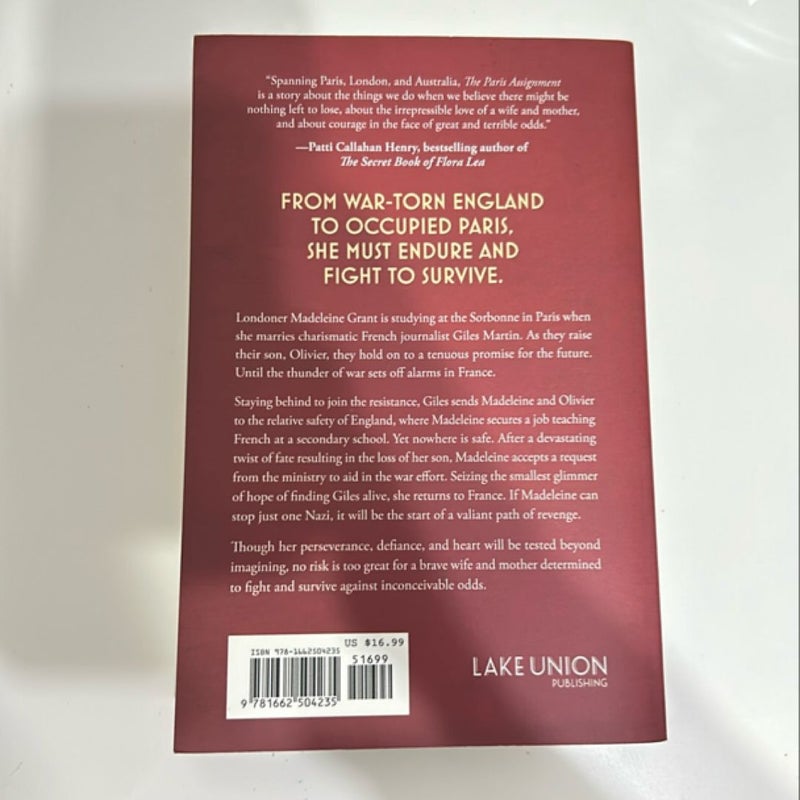 “Spanning Paris, London, and Australia, The Paris Assignment
is a story about the things we do when we believe there might be
nothing left to lose, about the irrepressible love of a wife and mother,
and about courage in the face of great and terrible odds.”
—Patti Callahan Henry, bestselling author of
The Secret Book of Flora Lea
FROM WAR-TORN ENGLAND
TO OCCUPIED PARIS,
SHE MUST ENDURE AND
FIGHT TO SURVIVE.
Londoner Madeleine Grant is studying at the Sorbonne in Paris when
she marries charismatic French journalist Giles Martin. As they raise
their son, Olivier, they hold on to a tenuous promise for the future.
Until the thunder of war sets off alarms in France.
Staying behind to join the resistance, Giles sends Madeleine and Olivier
to the relative safety of England, where Madeleine secures a job teaching
French at a secondary school. Yet nowhere is safe. After a devastating
twist of fate resulting in the loss of her son, Madeleine accepts a request
from the ministry to aid in the war effort. Seizing the smallest glimmer
of hope of finding Giles alive, she returns to France. If Madeleine can
stop just one Nazi, it will be the start of a valiant path of revenge.
Though her perseverance, defiance, and heart will be tested beyond
imagining, no risk is too great for a brave wife and mother determined
to fight and survive against inconceivable odds.
US $16.99
ISBN 978-1662504235
51699
9 781662 504235
LAKE UNION
PUBLISHING